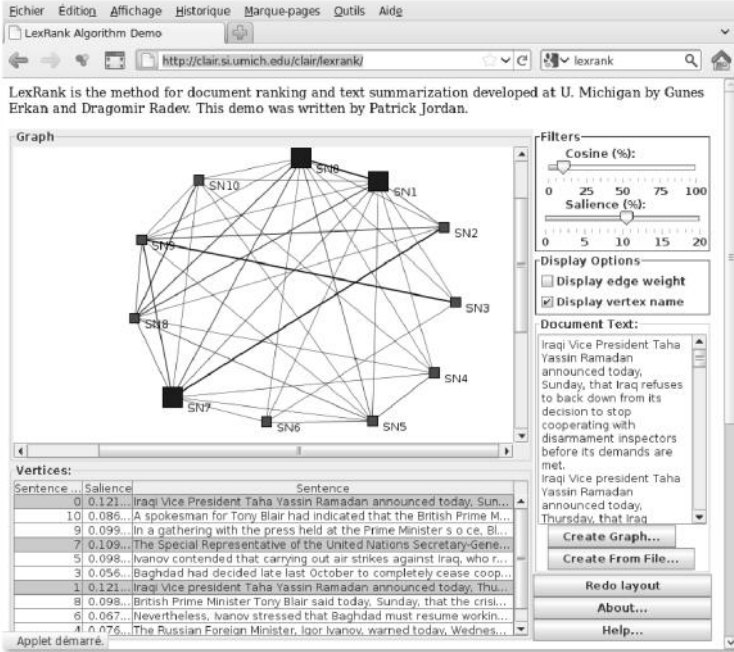 Fichier Édition Affichage Historique Marque-pages Outils Aide
LexRank Algorithm Demo
http://clair.si.umich.edu/clair/lexrank/ lexrank
LexRank is the method for document ranking and text summarization developed at U. Michigan by Gunes
Erkan and Dragomir Radev. This demo was written by Patrick Jordan.
Graph
SN0
SN10
SN1
SN2
SN9
SN3
SN8
SN4
SN7
SN6
SN5
Filters
Cosine (%):
0 25 50 75 100
Salience (%):
0 5 10 15 20
Display Options
Display edge weight
Display vertex name
Document Text:
Iraqi Vice President Taha
Yassin Ramadan
announced today,
Sunday, that Iraq refuses
to back down from its
decision to stop
cooperating with
disarmament inspectors
before its demands are
met.
Iraqi Vice president Taha
Yassin Ramadan
announced today,
Thursday, that Iraq
Create Graph...
Create From File...
Redo layout
About...
Help...
Vertices:
Sentence ... Salience Sentence
0 0.121... Iraqi Vice President Taha Yassin Ramadan announced today, Sun...
10 0.086... A spokesman for Tony Blair had indicated that the British Prime M...
9 0.099... In a gathering with the press held at the Prime Minister s o ce, Bl...
7 0.109... The Special Representative of the United Nations Secretary-Gene...
5 0.098... Ivanov contended that carrying out air strikes against Iraq, who r...
3 0.056... Baghdad had decided late last October to completely cease coop...
1 0.121... Iraqi Vice president Taha Yassin Ramadan announced today, Thu...
8 0.098... British Prime Minister Tony Blair said today, Sunday, that the crisi...
6 0.067... Nevertheless, Ivanov stressed that Baghdad must resume workin...
4 0.076... The Russian Foreign Minister, Igor Ivanov, warned today, Wednes...
Applet démarré.